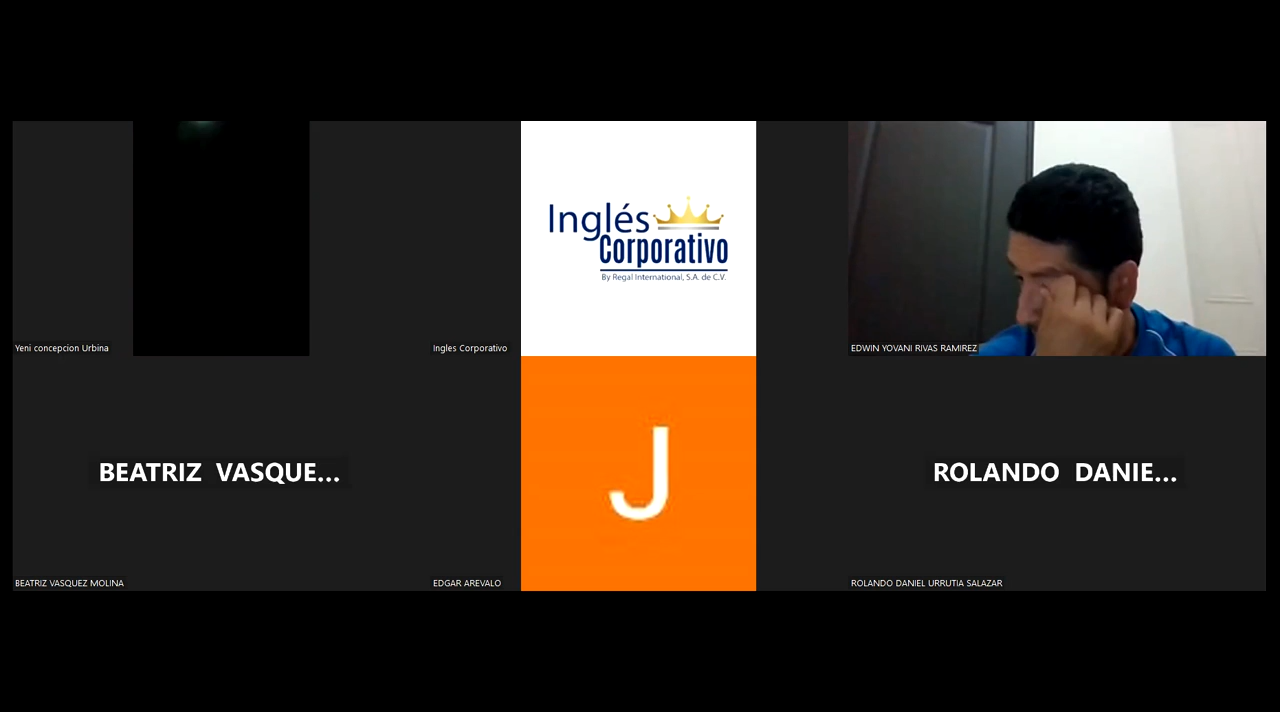 Inglés
Corporativo
By Regal International, S.A. de C.V.
Yeni concepcion Urbina
Ingles Corporativo
EDWIN YOVANI RIVAS RAMIREZ
BEATRIZ VASQUE...
J
ROLANDO DANIE...
BEATRIZ VASQUEZ MOLINA
EDGAR AREVALO
ROLANDO DANIEL URRUTIA SALAZAR